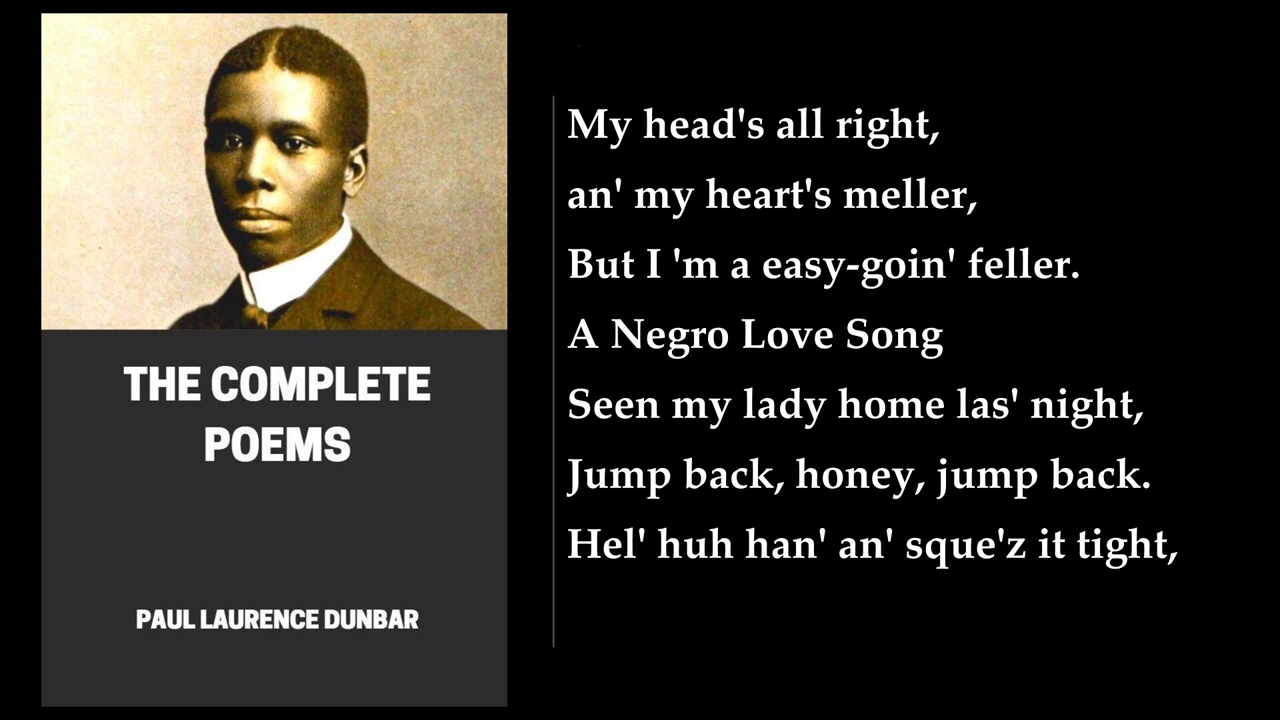 THE COMPLETE
POEMS
PAUL LAURENCE DUNBAR
My head's all right,
an' my heart's meller,
But I 'm a easy-goin' feller.
A Negro Love Song
Seen my lady home las' night,
Jump back, honey, jump back.
Hel' huh han' an' sque'z it tight,